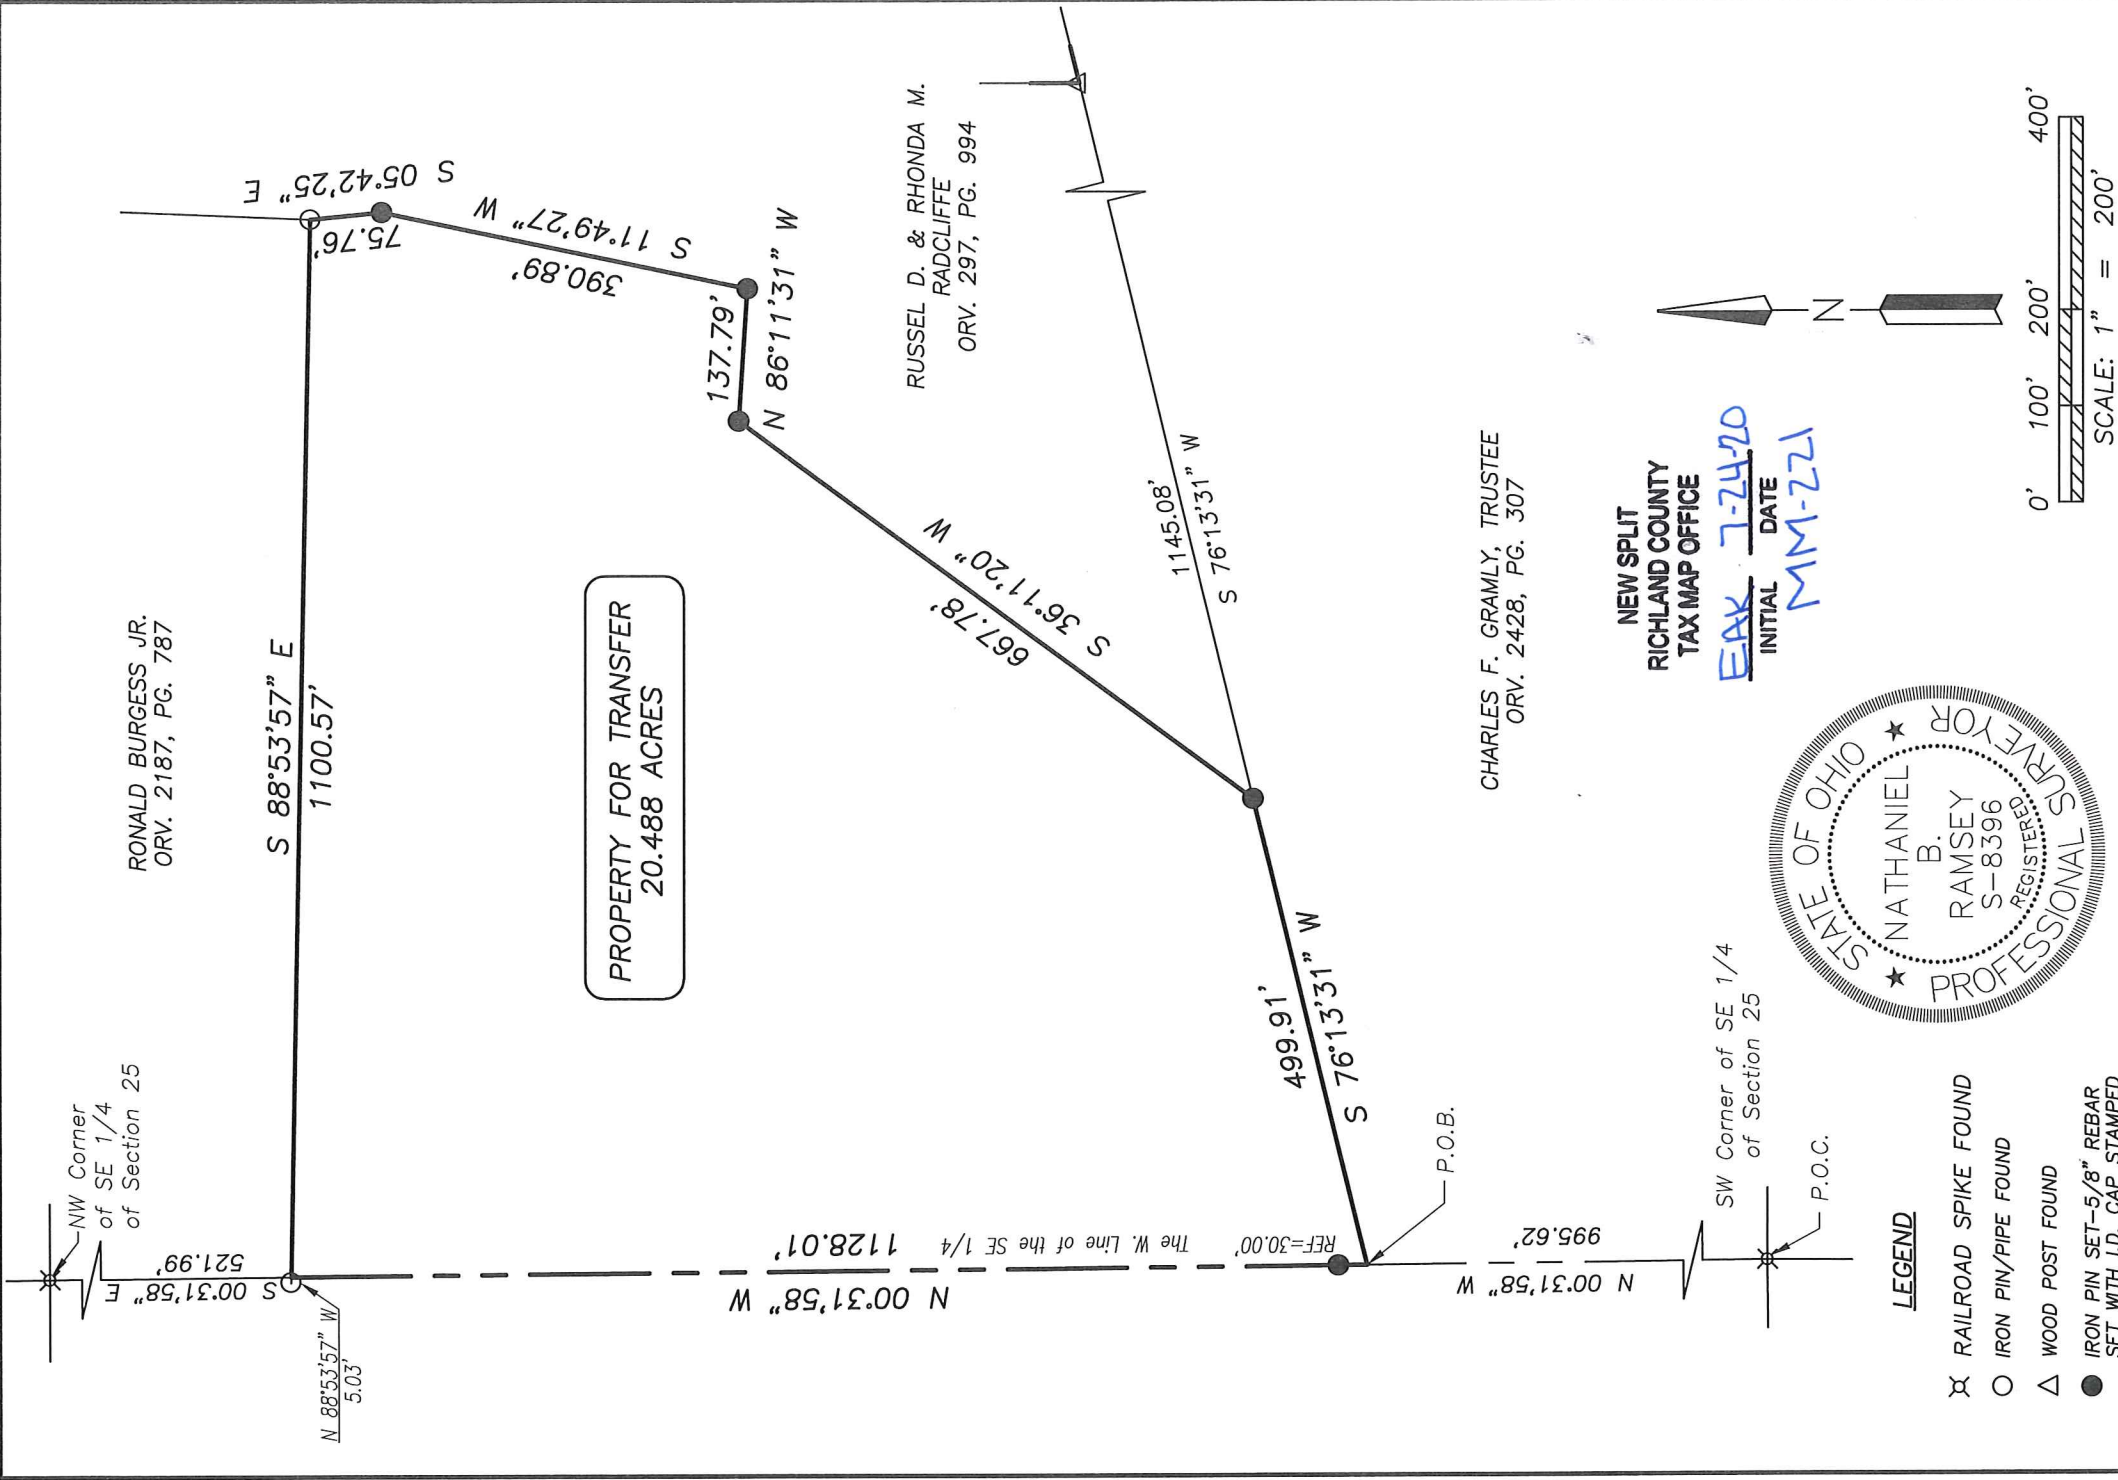 NW Corner
of SE 1/4
of Section 25
S 00°31'58" E
521.99'
N 88°53'57" W
5.03'
RONALD BURGESS JR.
ORV. 2187, PG. 787
S 88°53'57" E
1100.57'
S 05°42'25" E
75.76'
S 11°49'27" W
390.89'
137.79'
N 86°11'31" W
RUSSEL D. & RHONDA M.
RADCLIFFE
ORV. 297, PG. 994
PROPERTY FOR TRANSFER
20.488 ACRES
S 36°11'20" W
667.78'
1145.08'
S 76°13'31" W
499.91'
S 76°13'31" W
N 00°31'58" W
1128.01'
The W. Line of the SE 1/4
REF=30.00'
P.O.B.
N 00°31'58" W
995.62'
CHARLES F. GRAMLY, TRUSTEE
ORV. 2428, PG. 307
SW Corner of SE 1/4
of Section 25
P.O.C.
NEW SPLIT
RICHLAND COUNTY
TAX MAP OFFICE
EAK 7-24-20
INITIAL DATE
MM-221
STATE OF OHIO
NATHANIEL
B.
RAMSEY
S-8396
REGISTERED
PROFESSIONAL SURVEYOR
N
LEGEND
RAILROAD SPIKE FOUND
IRON PIN/PIPE FOUND
WOOD POST FOUND
IRON PIN SET-5/8" REBAR
SET WITH I.D. CAP STAMPED
0' 100' 200' 400'
SCALE: 1" = 200'